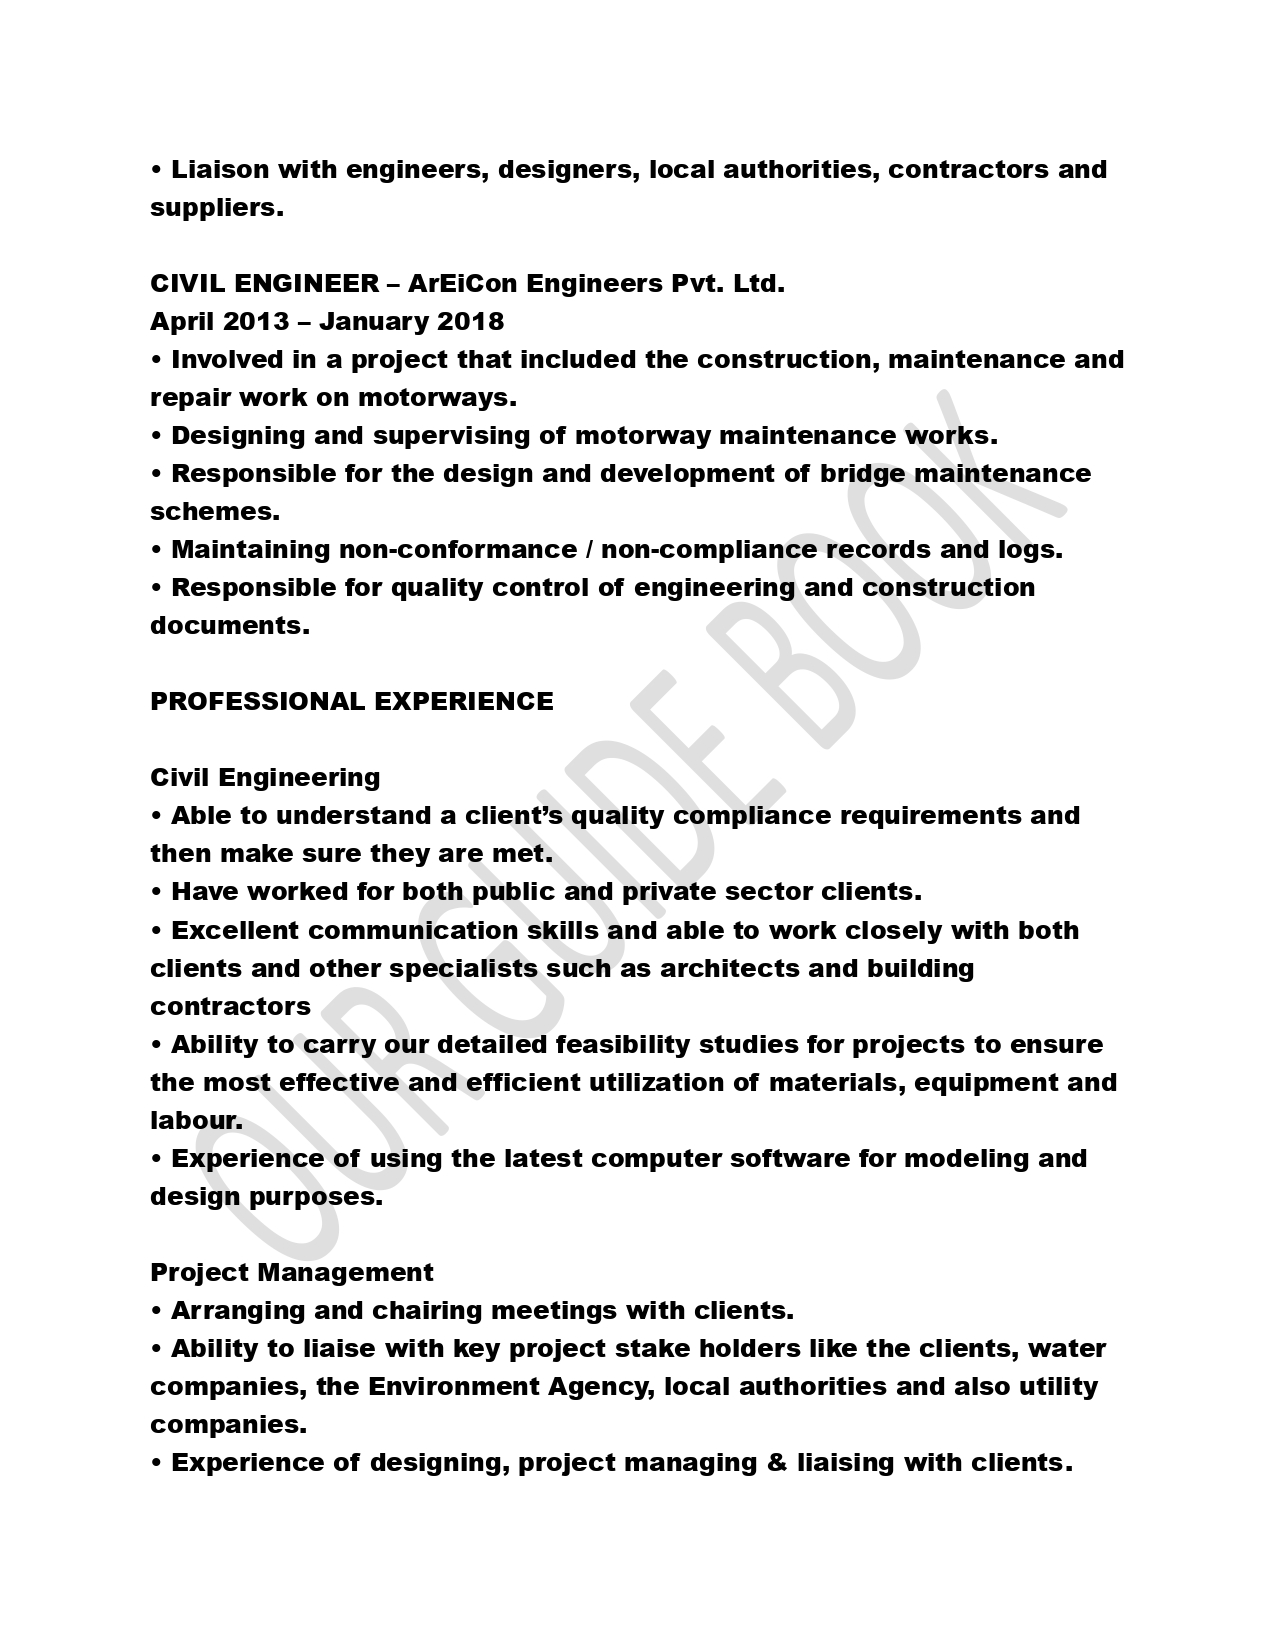 • Liaison with engineers, designers, local authorities, contractors and
suppliers.
CIVIL ENGINEER – ArEiCon Engineers Pvt. Ltd.
April 2013 – January 2018
• Involved in a project that included the construction, maintenance and
repair work on motorways.
• Designing and supervising of motorway maintenance works.
• Responsible for the design and development of bridge maintenance
schemes.
• Maintaining non-conformance / non-compliance records and logs.
• Responsible for quality control of engineering and construction
documents.
PROFESSIONAL EXPERIENCE
Civil Engineering
• Able to understand a client’s quality compliance requirements and
then make sure they are met.
• Have worked for both public and private sector clients.
• Excellent communication skills and able to work closely with both
clients and other specialists such as architects and building
contractors
• Ability to carry our detailed feasibility studies for projects to ensure
the most effective and efficient utilization of materials, equipment and
labour.
• Experience of using the latest computer software for modeling and
design purposes.
Project Management
• Arranging and chairing meetings with clients.
• Ability to liaise with key project stake holders like the clients, water
companies, the Environment Agency, local authorities and also utility
companies.
• Experience of designing, project managing & liaising with clients.
OUR GUIDE BOOK